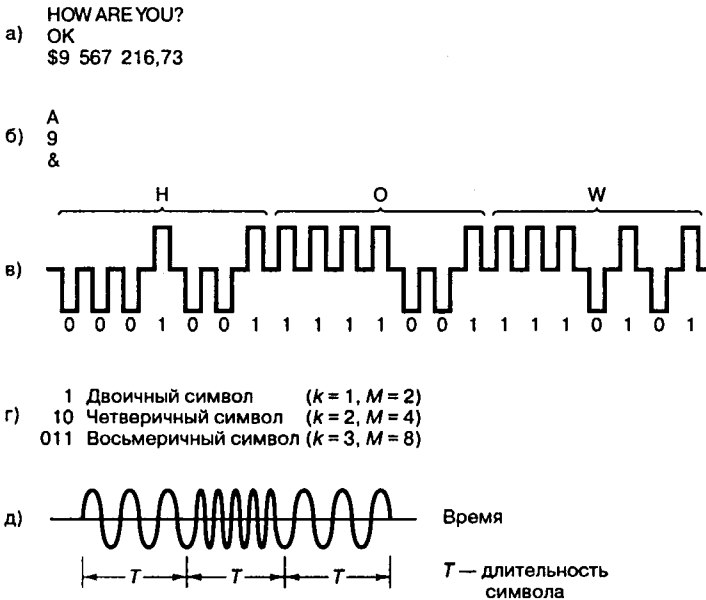 HOW ARE YOU?
а) OK
$9 567 216,73
A
б) 9
&
H O W
в)
0 0 0 1 0 0 1 1 1 1 1 0 0 1 1 1 1 0 1 0 1
1 Двоичный символ (k = 1, M = 2)
г) 10 Четверичный символ (k = 2, M = 4)
011 Восьмеричный символ (k = 3, M = 8)
д) Время
T T T T — длительность
символа